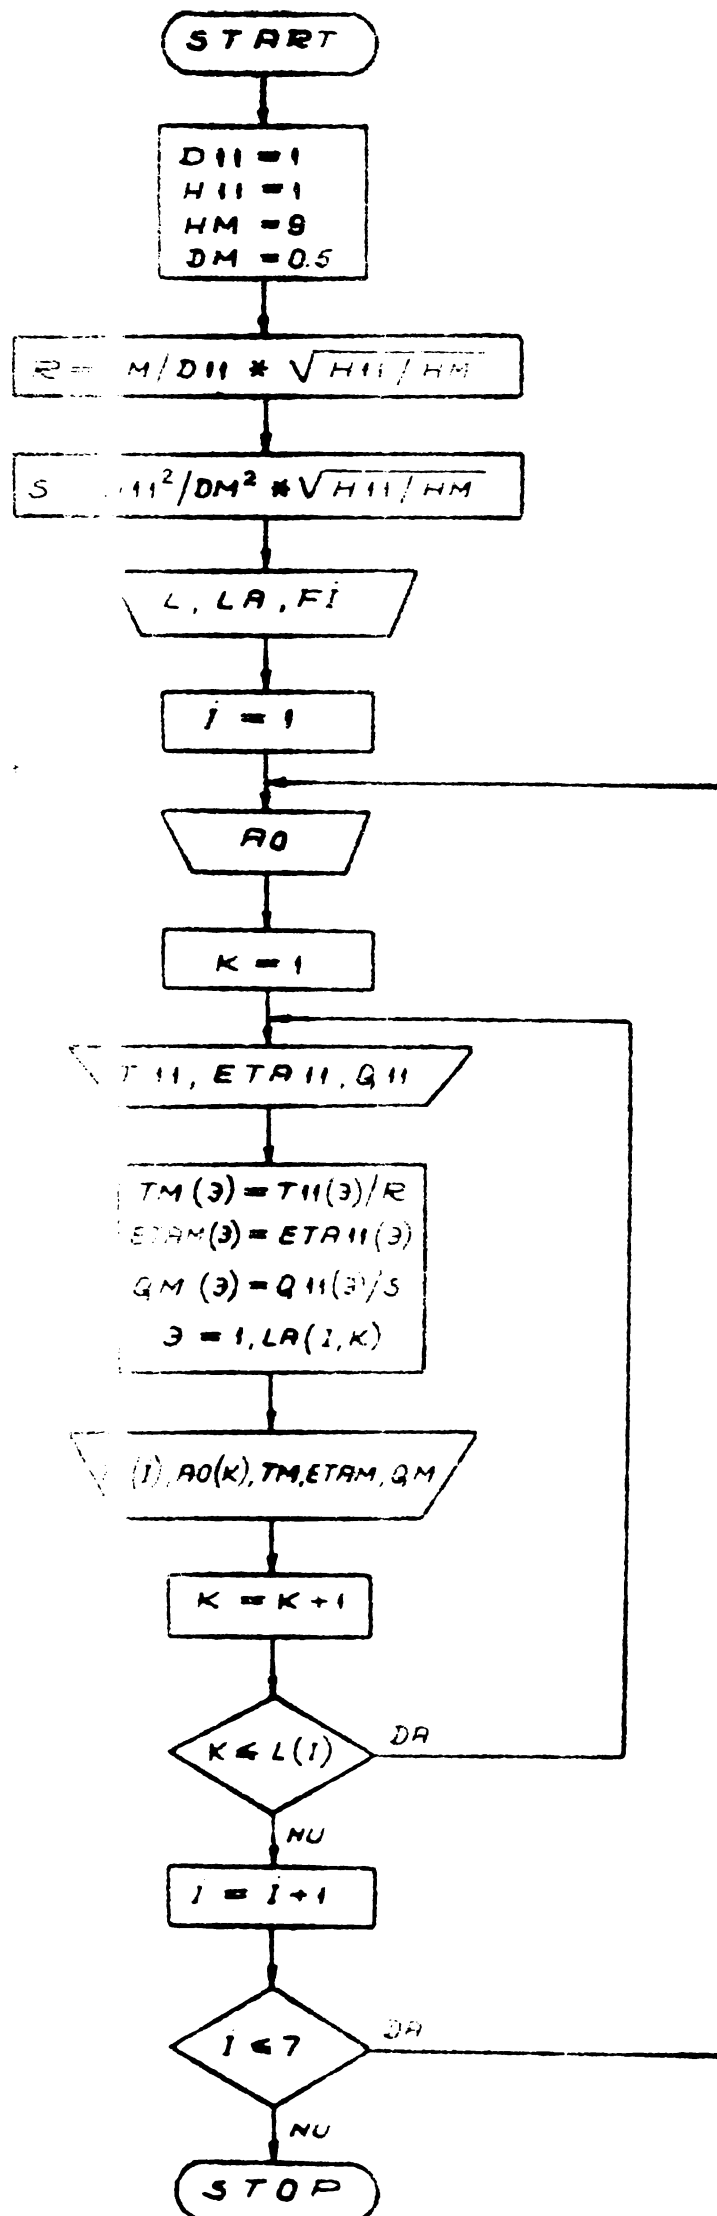 START
D11 = 1
H11 = 1
HM = 9
DM = 0.5
R = M/D11 * √H11/HM
S 11²/DM² * √H11/HM
L, LA, FI
I = 1
A0
K = 1
T11, ETA11, Q11
TM(J) = T11(J)/R
ETAM(J) = ETA11(J)
QM(J) = Q11(J)/S
J = 1, LA(I,K)
(I), A0(K), TM, ETAM, QM
K = K+1
K ≤ L(I)
DA
NU
I = I+1
I ≤ 7
DA
NU
STOP